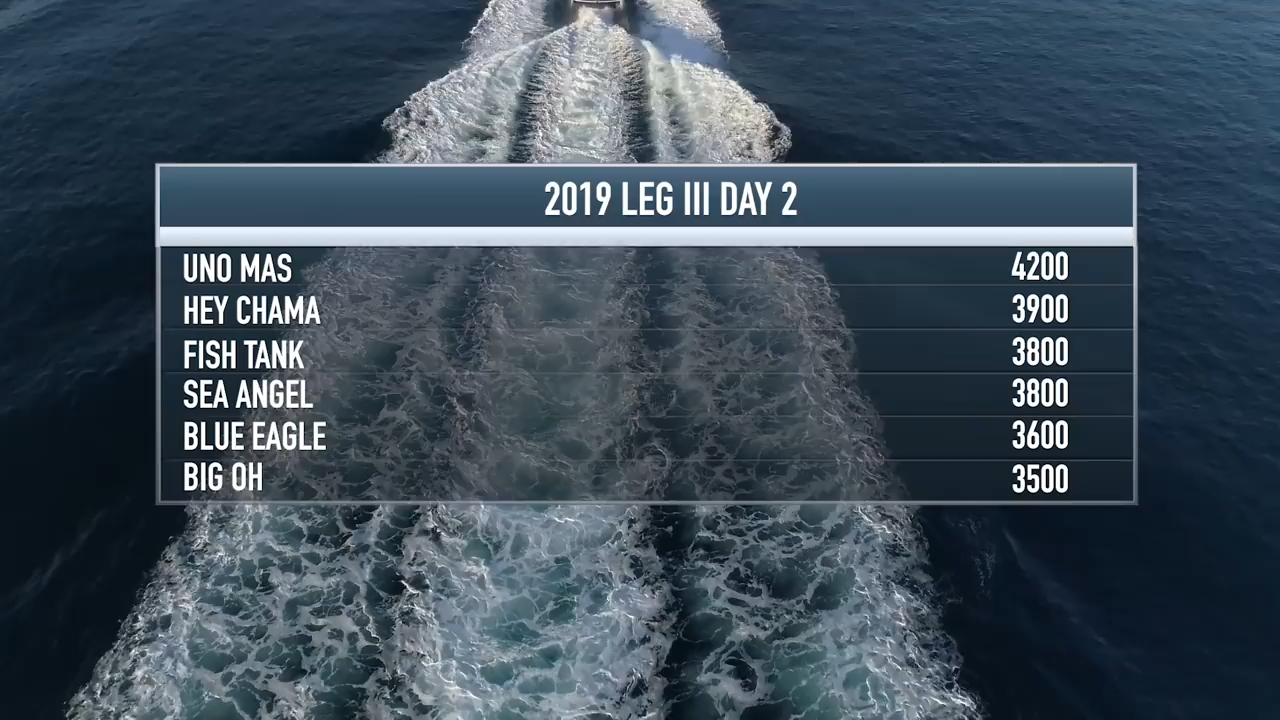 2019 LEG III DAY 2
UNO MAS 4200
HEY CHAMA 3900
FISH TANK 3800
SEA ANGEL 3800
BLUE EAGLE 3600
BIG OH 3500